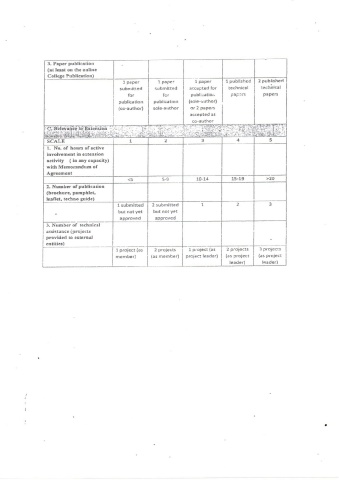 3. Paper publication
(at least on the online
College Publication)
1 paper submitted for publication (co-author)
1 paper submitted for publication sole-author
1 paper accepted for publication (sole-author) or 2 papers accepted as co-author
1 published technical papers
2 published technical papers
C. Relevance to Extension
SCALE 1 2 3 4 5
1. No. of hours of active
involvement in extension
activity ( in any capacity)
with Memorandum of
Agreement
10-14 15-19 >20
2. Number of publication
(brochure, pamphlet,
leaflet, techno guide)
1 submitted but not yet approved
2 submitted but not yet approved
1 2 3
3. Number of technical
assistance (projects
provided to external
entities)
1 project (as member)
2 projects (as member)
1 project (as project leader)
2 projects (as project leader)
3 projects (as project leader)